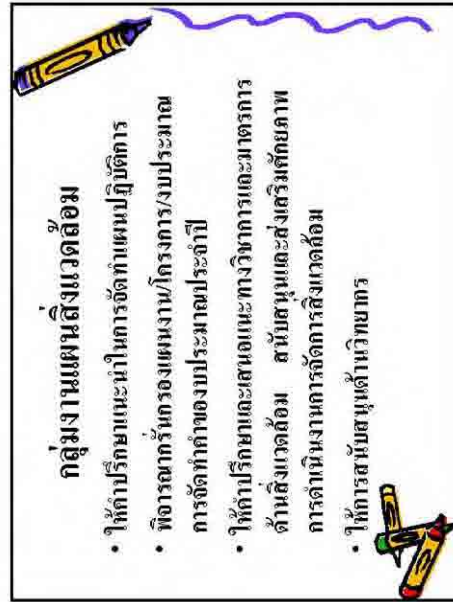 กลุ่มงานแผนสิ่งแวดล้อม
• ให้คำปรึกษาแนะนำในการจัดทำแผนปฏิบัติการ
• พิจารณากลั่นกรองแผนงาน/โครงการ/งบประมาณ
การจัดทำคำของบประมาณประจำปี
• ให้คำปรึกษาและเสนอแนะทางวิชาการและมาตรการ
ด้านสิ่งแวดล้อม สนับสนุนและส่งเสริมศักยภาพ
การดำเนินงานการจัดการสิ่งแวดล้อม
• ให้การสนับสนุนด้านวิทยากร